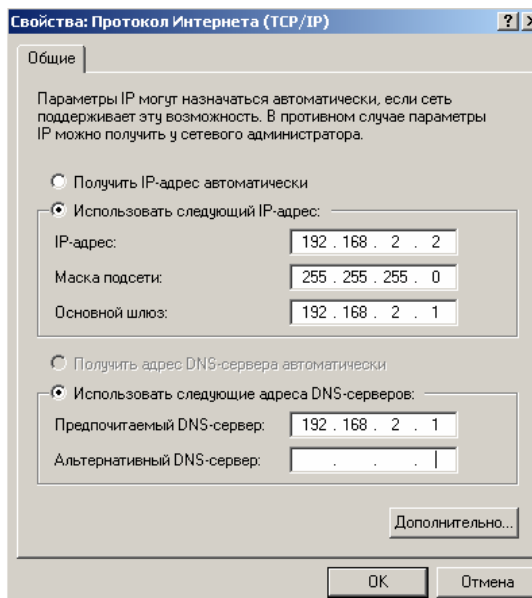 Свойства: Протокол Интернета (TCP/IP)
Общие
Параметры IP могут назначаться автоматически, если сеть
поддерживает эту возможность. В противном случае параметры
IP можно получить у сетевого администратора.
Получить IP-адрес автоматически
Использовать следующий IP-адрес:
IP-адрес: 192 . 168 . 2 . 2
Маска подсети: 255 . 255 . 255 . 0
Основной шлюз: 192 . 168 . 2 . 1
Получить адрес DNS-сервера автоматически
Использовать следующие адреса DNS-серверов:
Предпочитаемый DNS-сервер: 192 . 168 . 2 . 1
Альтернативный DNS-сервер: . . .
Дополнительно...
OK Отмена